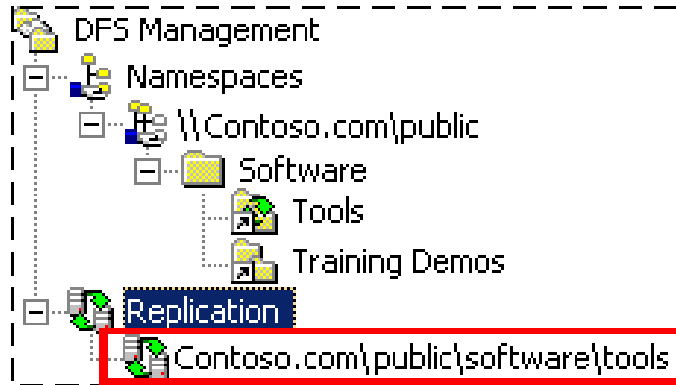 DFS Management
Namespaces
\\Contoso.com\public
Software
Tools
Training Demos
Replication
Contoso.com\public\software\tools